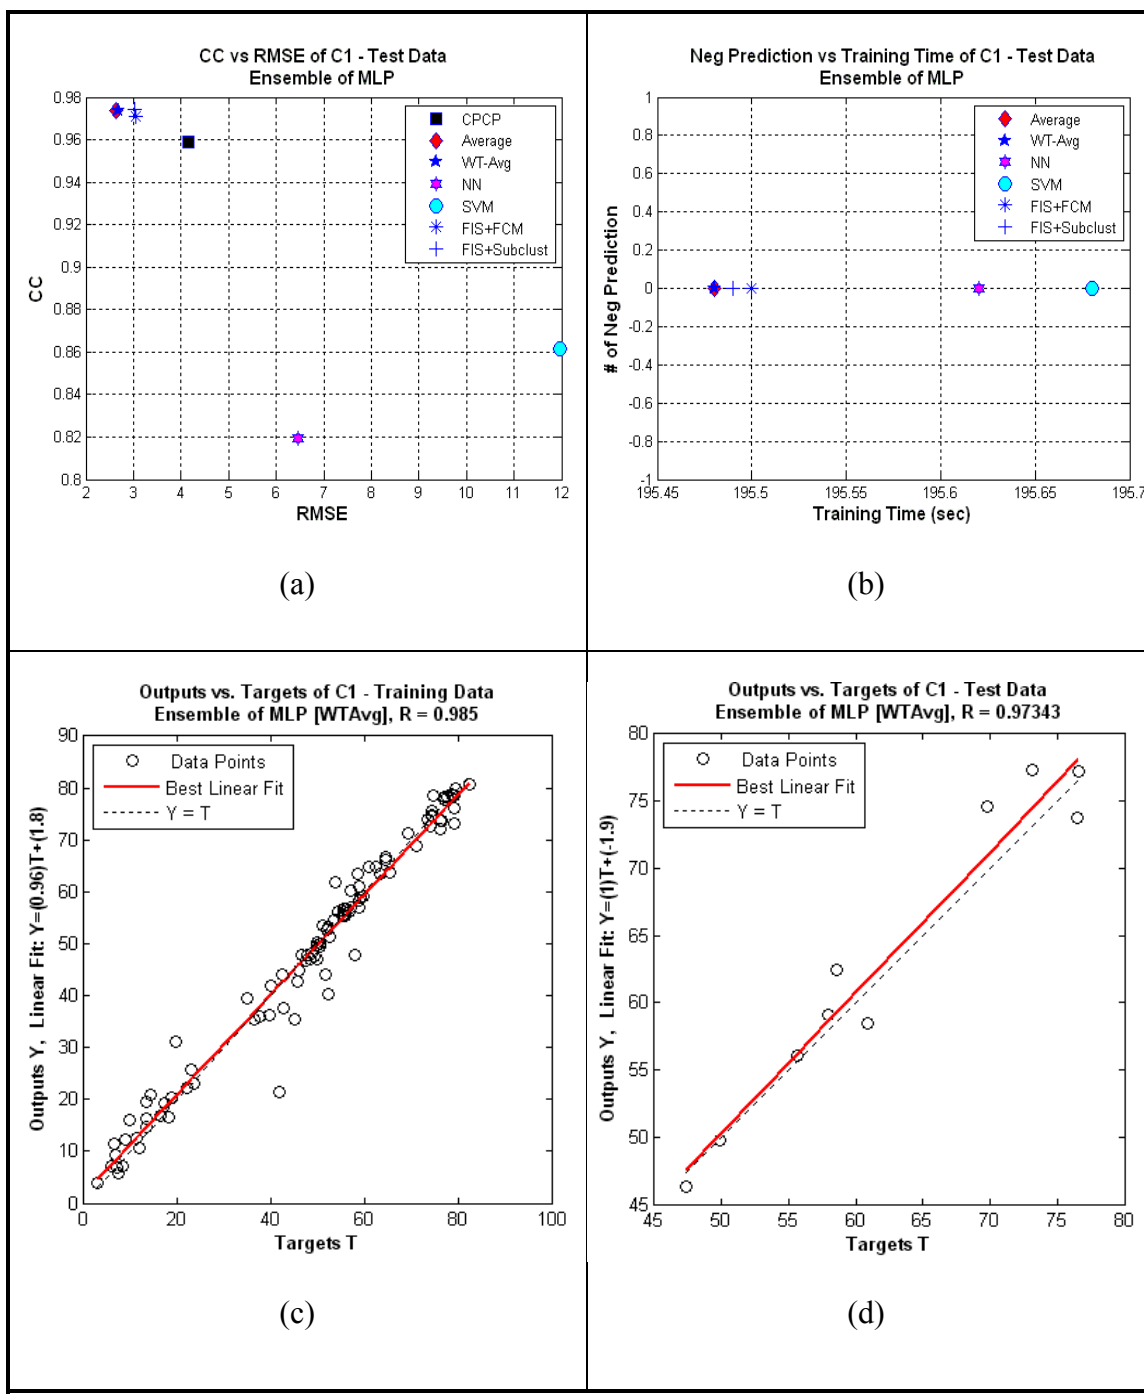 CC vs RMSE of C1 - Test Data
Ensemble of MLP
0.98
0.96
0.94
0.92
0.9
0.88
0.86
0.84
0.82
0.8
CC
CPCP
Average
WT-Avg
NN
SVM
FIS+FCM
FIS+Subclust
2 3 4 5 6 7 8 9 10 11 12
RMSE
(a)
Neg Prediction vs Training Time of C1 - Test Data
Ensemble of MLP
1
0.8
0.6
0.4
0.2
0
-0.2
-0.4
-0.6
-0.8
-1
# of Neg Prediction
Average
WT-Avg
NN
SVM
FIS+FCM
FIS+Subclust
195.45 195.5 195.55 195.6 195.65 195.7
Training Time (sec)
(b)
Outputs vs. Targets of C1 - Training Data
Ensemble of MLP [WTAvg], R = 0.985
90
80
70
60
50
40
30
20
10
0
Outputs Y, Linear Fit: Y=(0.96)T+(1.8)
Data Points
Best Linear Fit
Y = T
0 20 40 60 80 100
Targets T
(c)
Outputs vs. Targets of C1 - Test Data
Ensemble of MLP [WTAvg], R = 0.97343
80
75
70
65
60
55
50
45
Outputs Y, Linear Fit: Y=(1)T+(-1.9)
Data Points
Best Linear Fit
Y = T
45 50 55 60 65 70 75 80
Targets T
(d)